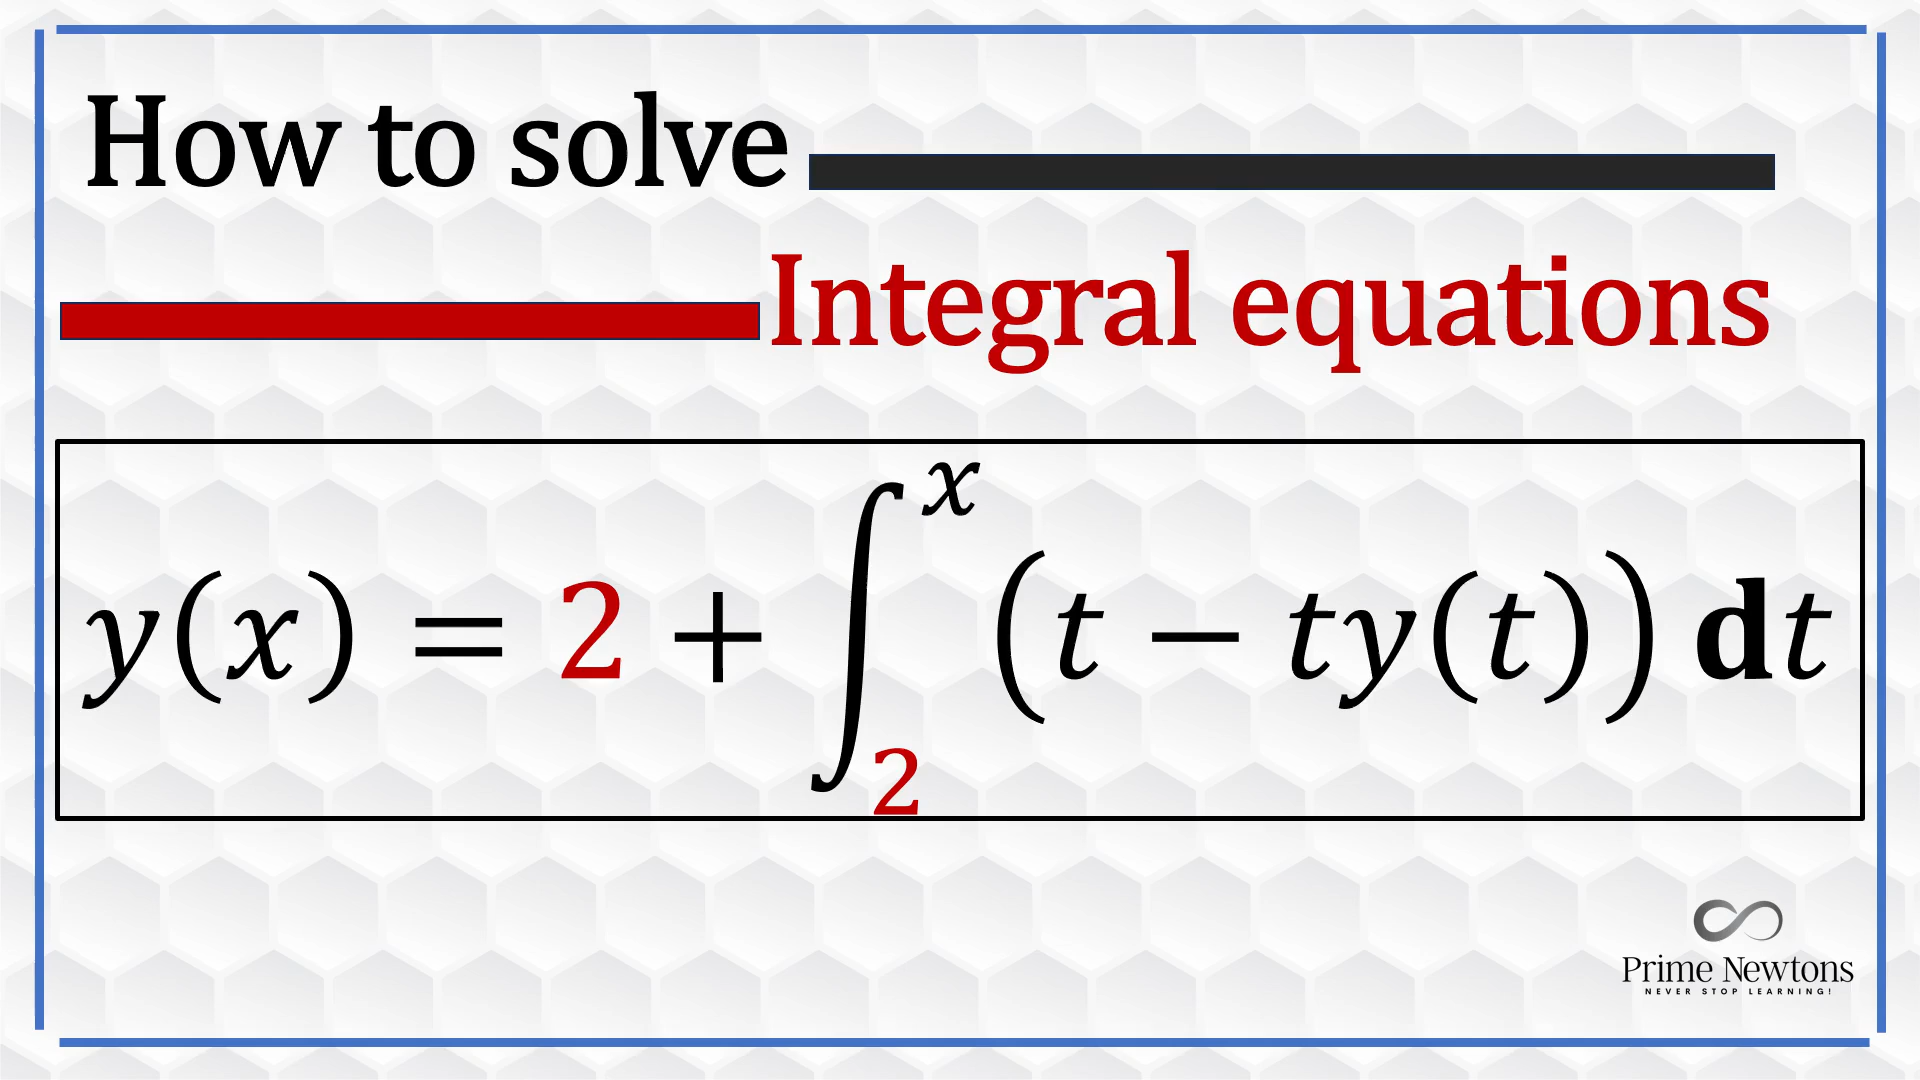 How to solve
Integral equations
y(x) = 2 + ∫₂ˣ (t − ty(t)) dt
Prime Newtons
NEVER STOP LEARNING!